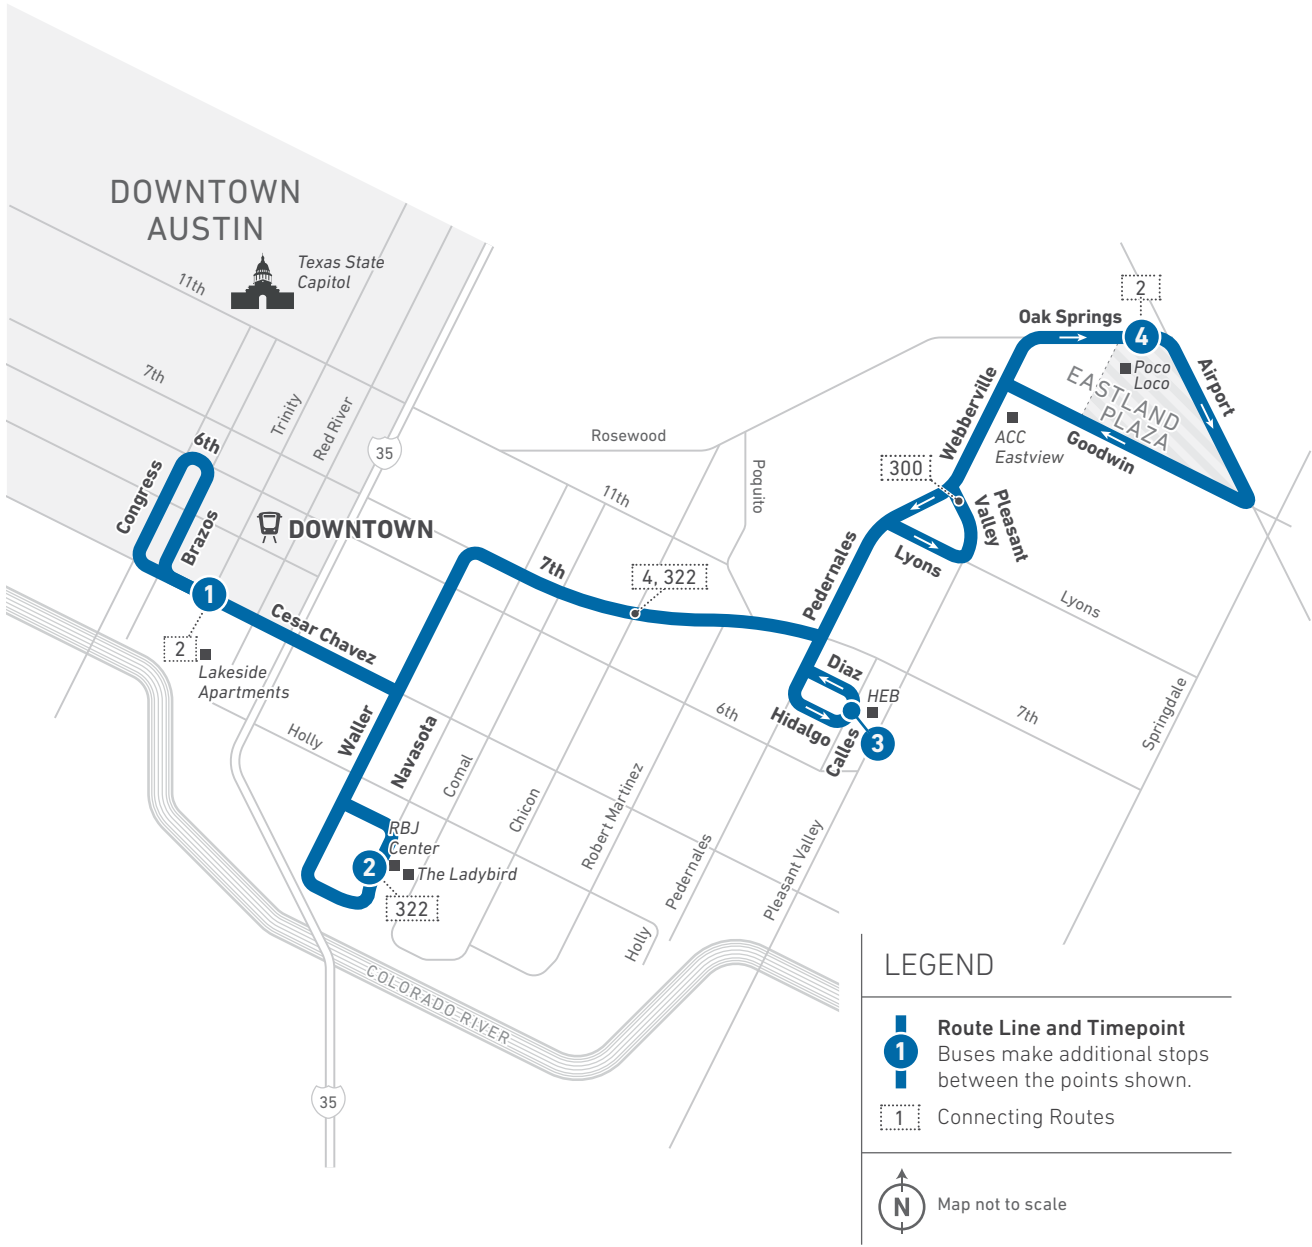 DOWNTOWN
AUSTIN
Texas State
Capitol
11th
7th
Trinity
Red River
35
6th
Congress
Brazos
DOWNTOWN
1
2
Lakeside
Apartments
Cesar Chavez
Holly
Waller
Navasota
Comal
Chicon
Robert Martinez
Pedernales
Pleasant Valley
Holly
RBJ
Center
2
The Ladybird
322
COLORADO RIVER
35
7th
4, 322
11th
Rosewood
Poquito
6th
Pedernales
Diaz
Hidalgo
Calles
HEB
3
7th
Springdale
Lyons
Lyons
Pleasant
Valley
300
Webberville
ACC
Eastview
Oak Springs
2
4
Poco
Loco
EASTLAND
PLAZA
Airport
Goodwin
LEGEND
1
Route Line and Timepoint
Buses make additional stops
between the points shown.
1
Connecting Routes
N
Map not to scale